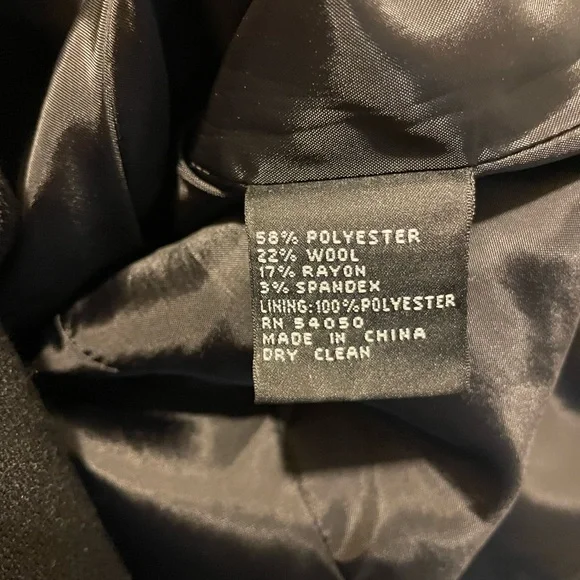 58% POLYESTER
22% WOOL
17% RAYON
3% SPANDEX
LINING:100%POLYESTER
RN 54050
MADE IN CHINA
DRY CLEAN